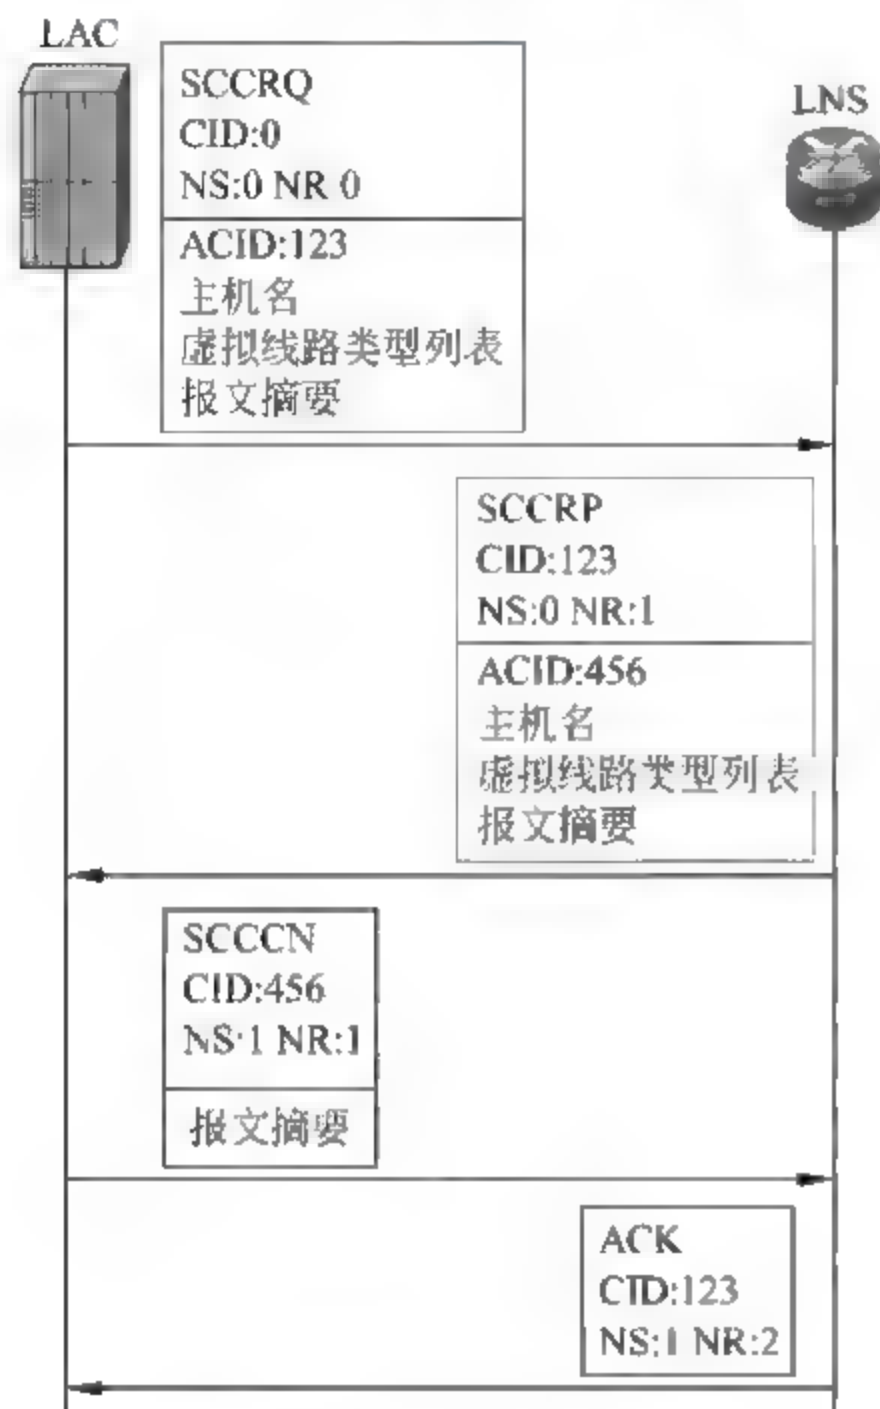 LAC
SCCRQ
CID:0
NS:0 NR 0
ACID:123
主机名
虚拟线路类型列表
报文摘要
LNS
SCCRP
CID:123
NS:0 NR:1
ACID:456
主机名
虚拟线路类型列表
报文摘要
SCCCN
CID:456
NS:1 NR:1
报文摘要
ACK
CID:123
NS:1 NR:2